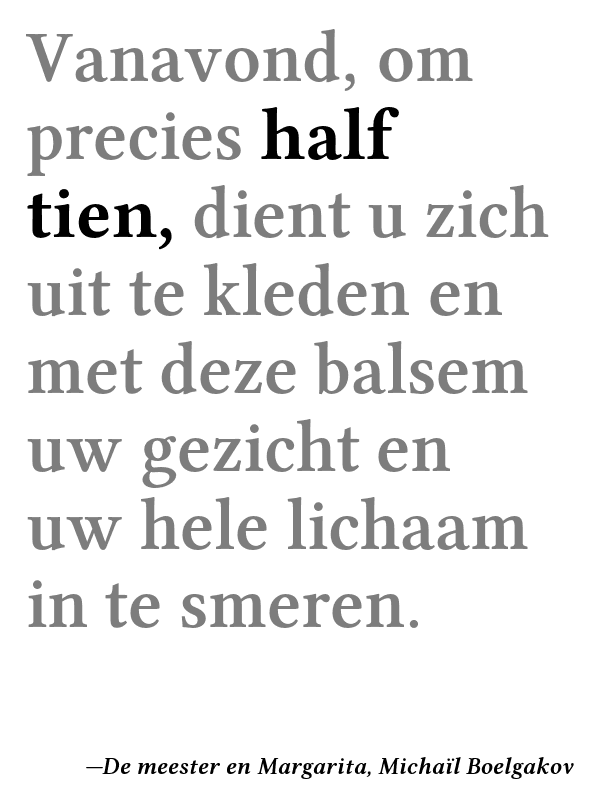 Vanavond, om
precies half
tien, dient u zich
uit te kleden en
met deze balsem
uw gezicht en
uw hele lichaam
in te smeren.
—De meester en Margarita, Michaïl Boelgakov